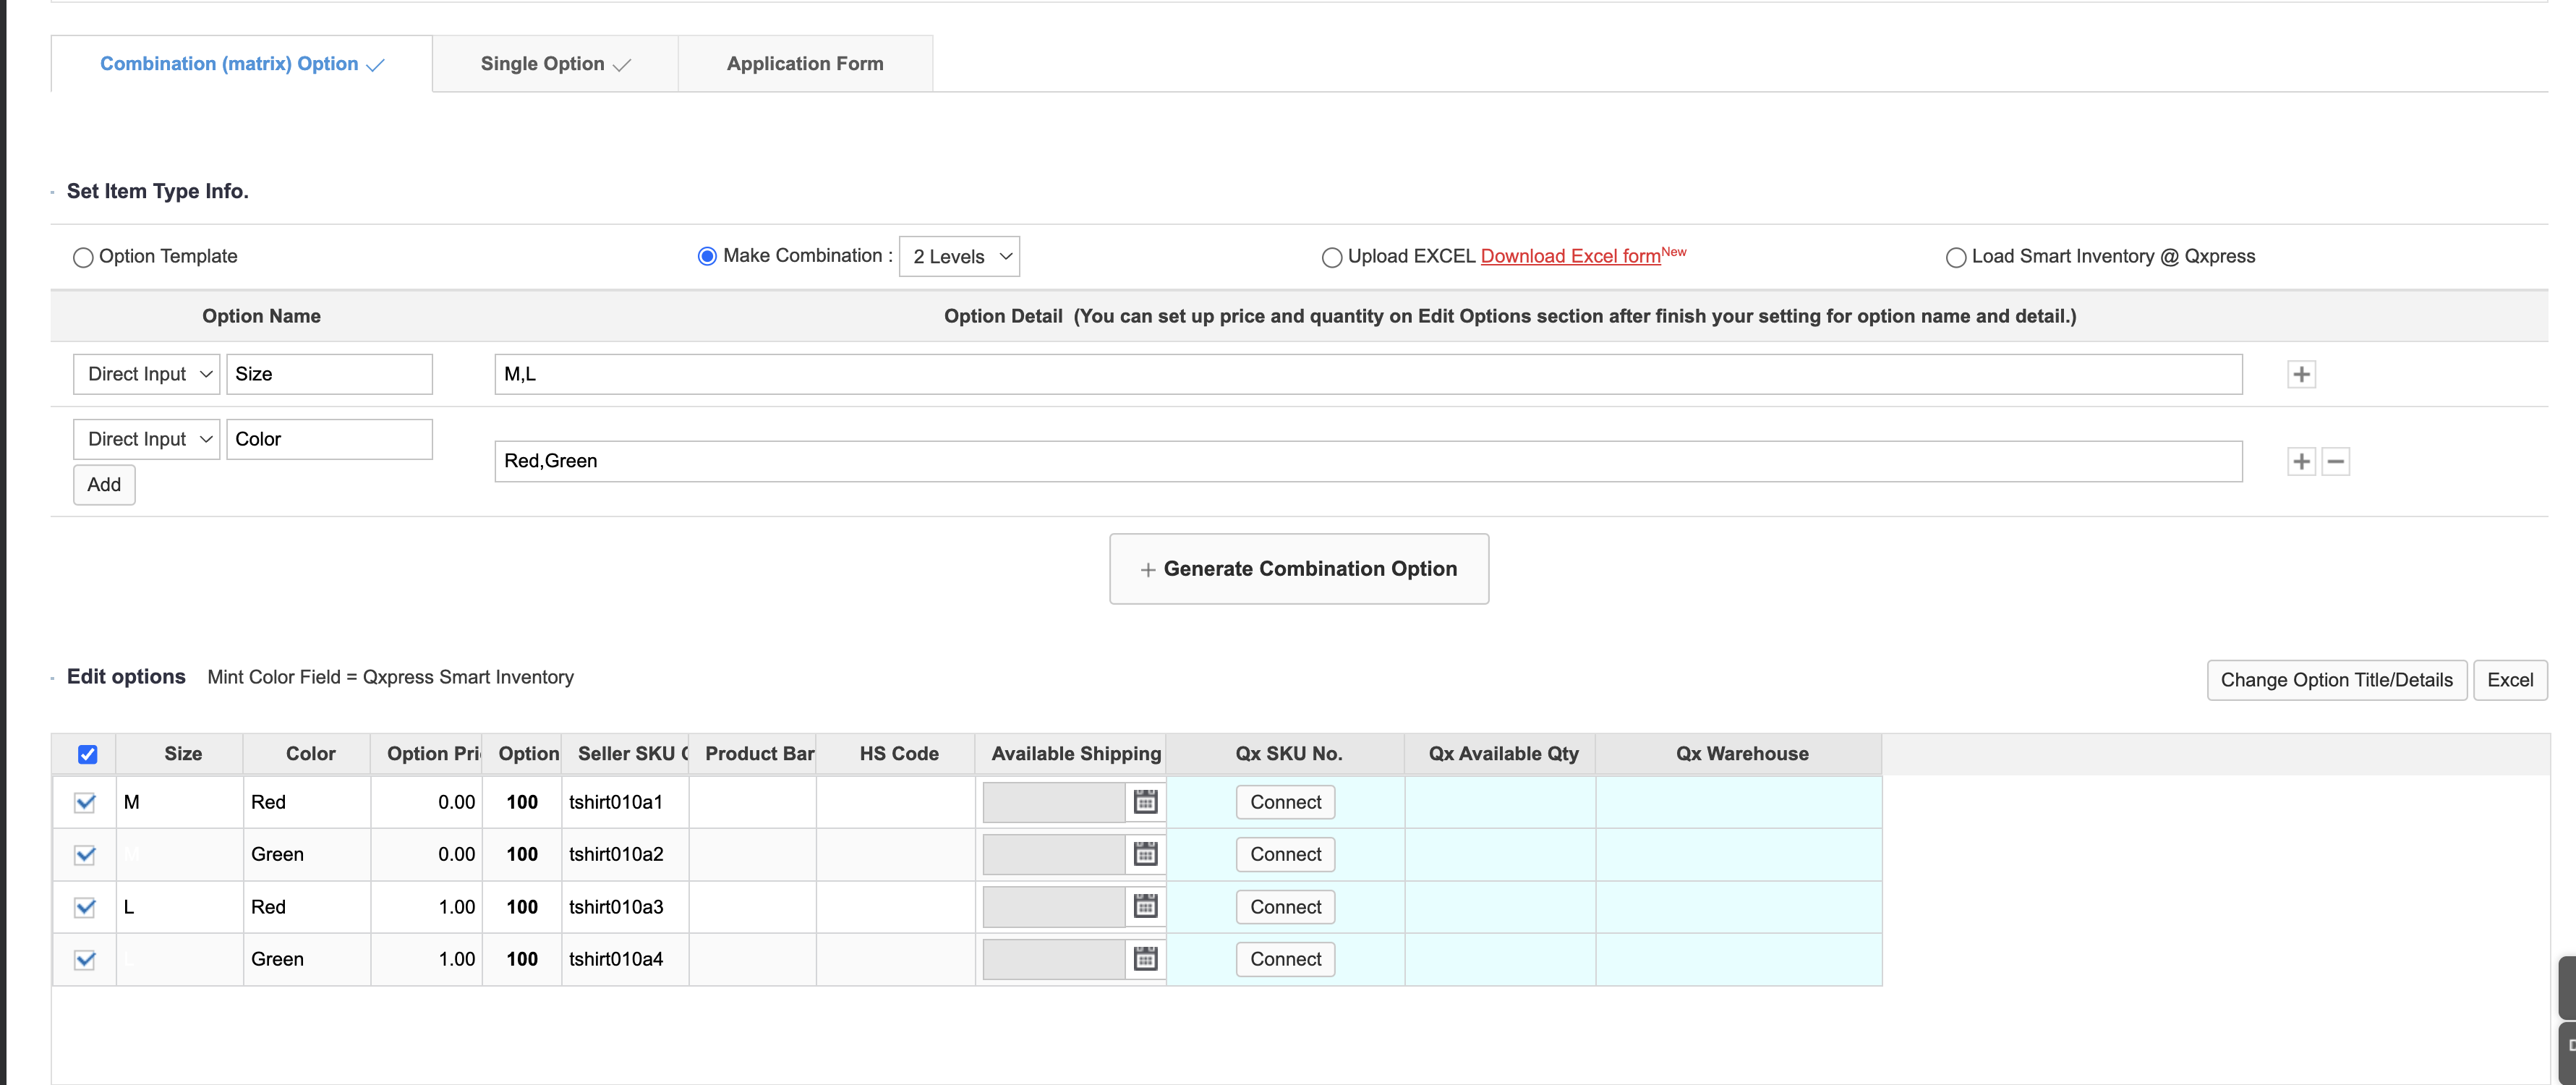 Combination (matrix) Option Single Option Application Form
Set Item Type Info.
Option Template Make Combination : 2 Levels Upload EXCEL Download Excel form New Load Smart Inventory @ Qxpress
Option Name Option Detail (You can set up price and quantity on Edit Options section after finish your setting for option name and detail.)
Direct Input Size M,L
Direct Input Color
Red,Green
Add
+ Generate Combination Option
Edit options Mint Color Field = Qxpress Smart Inventory Change Option Title/Details Excel
Size Color Option Pri Option Seller SKU Product Bar HS Code Available Shipping Qx SKU No. Qx Available Qty Qx Warehouse
M Red 0.00 100 tshirt010a1 Connect
M Green 0.00 100 tshirt010a2 Connect
L Red 1.00 100 tshirt010a3 Connect
L Green 1.00 100 tshirt010a4 Connect